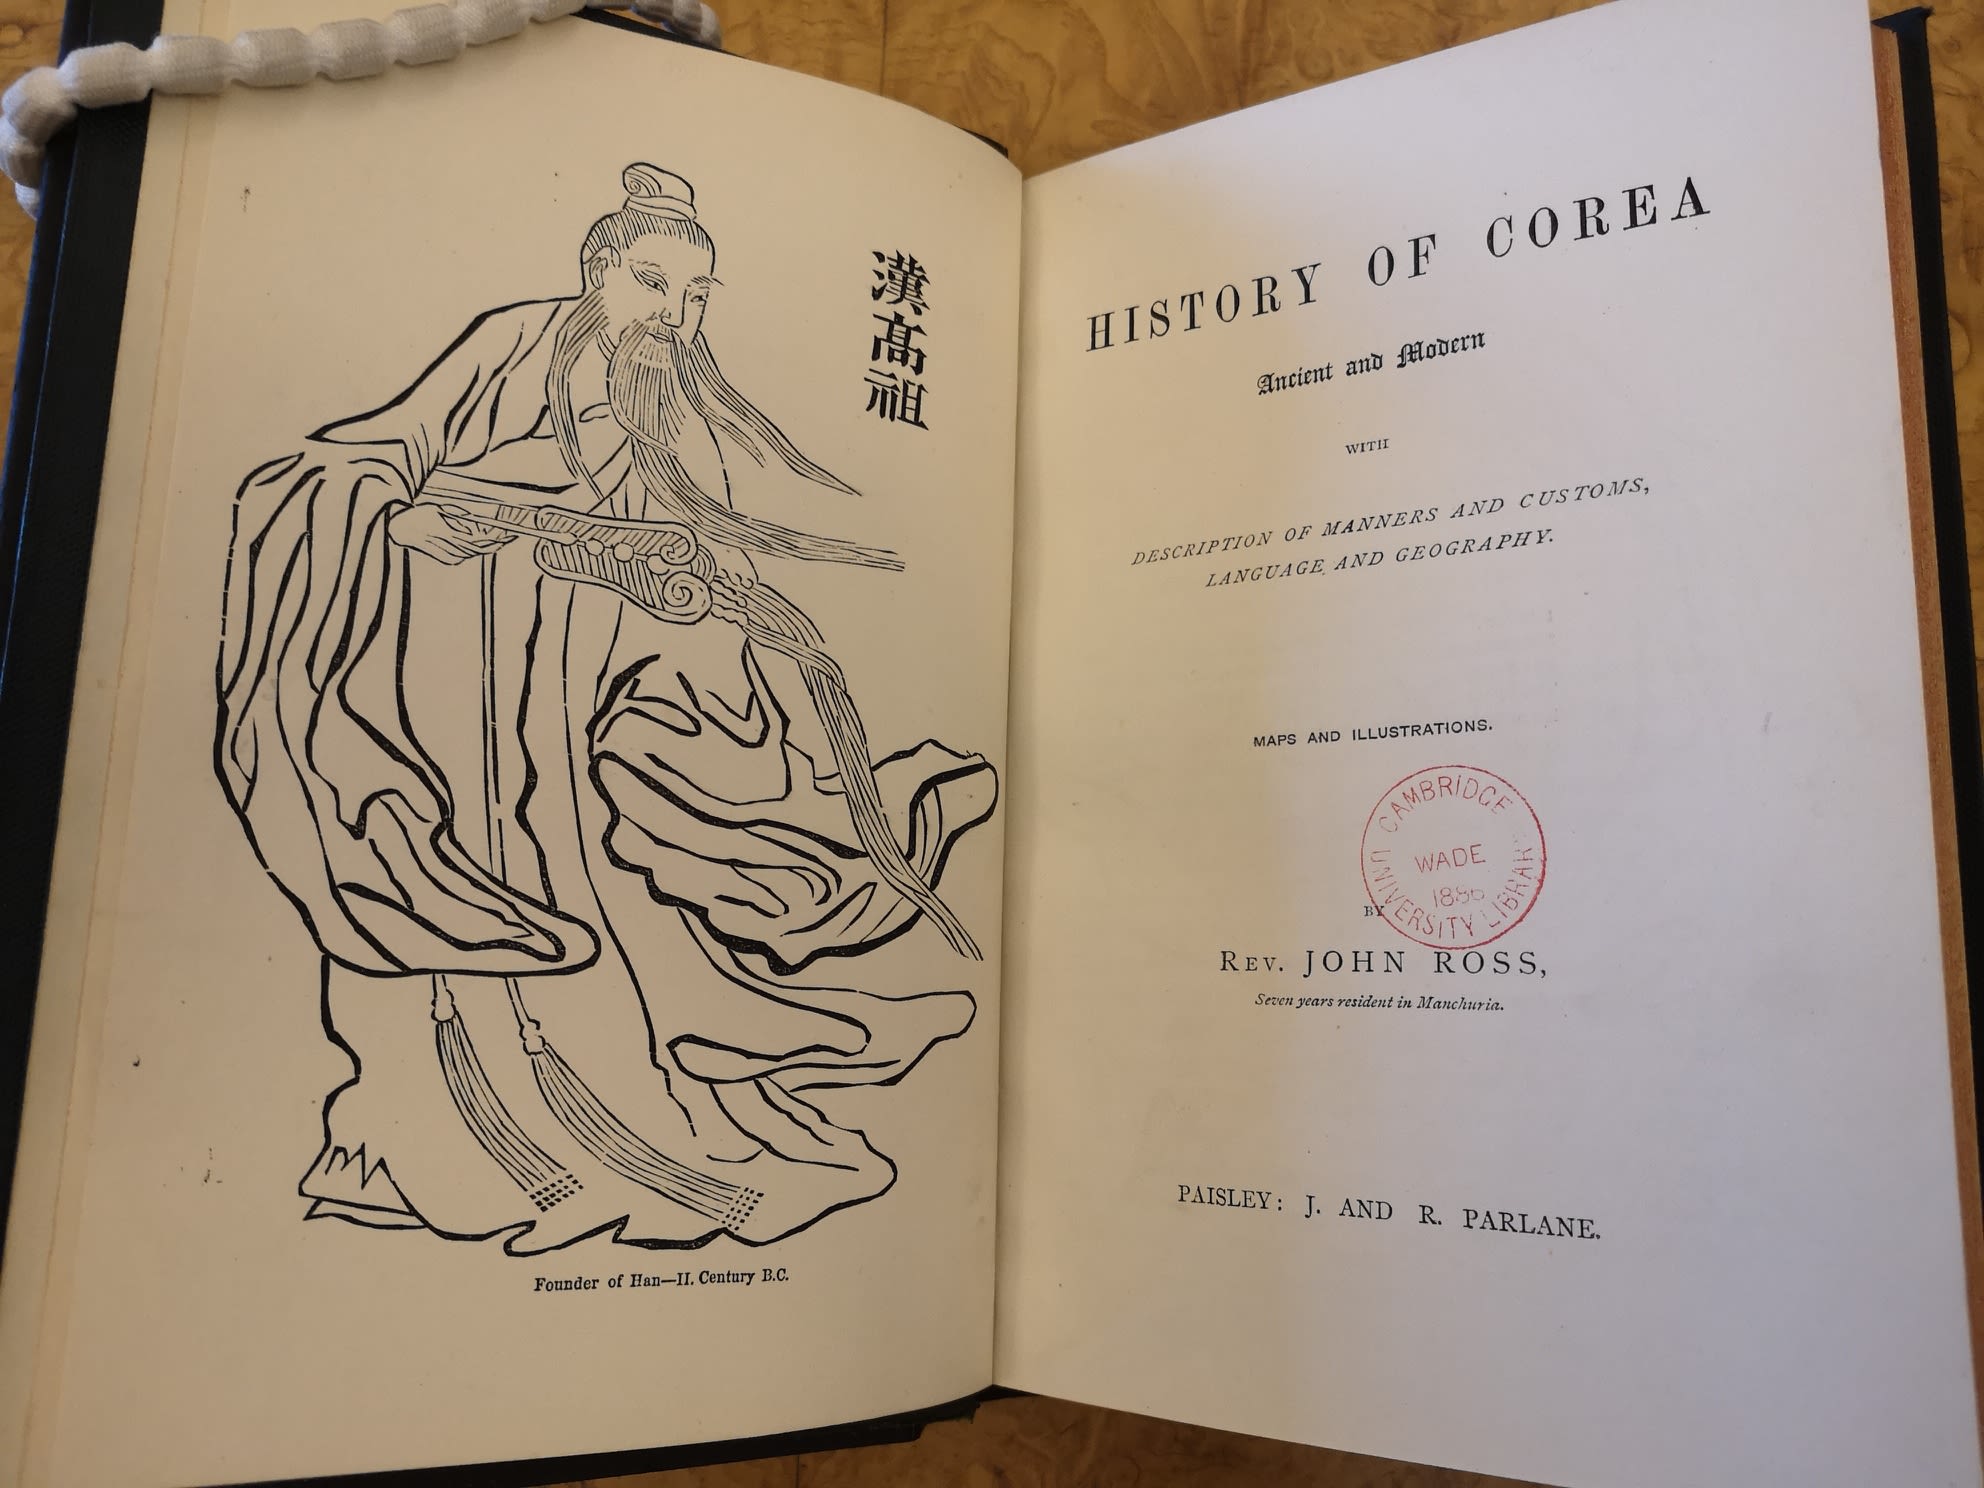 漢高祖
Founder of Han—II. Century B.C.
HISTORY OF COREA
Ancient and Modern
WITH
DESCRIPTION OF MANNERS AND CUSTOMS,
LANGUAGE AND GEOGRAPHY.
MAPS AND ILLUSTRATIONS.
CAMBRIDGE
UNIVERSITY LIBRARY
WADE
1886
BY
REV. JOHN ROSS,
Seven years resident in Manchuria.
PAISLEY: J. AND R. PARLANE.